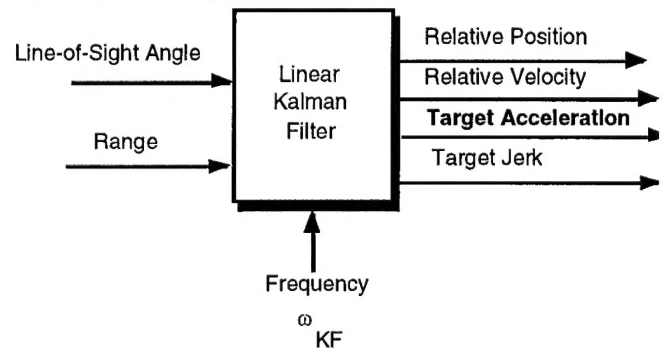 Line-of-Sight Angle
Range
Linear
Kalman
Filter
Relative Position
Relative Velocity
Target Acceleration
Target Jerk
Frequency
ω
KF